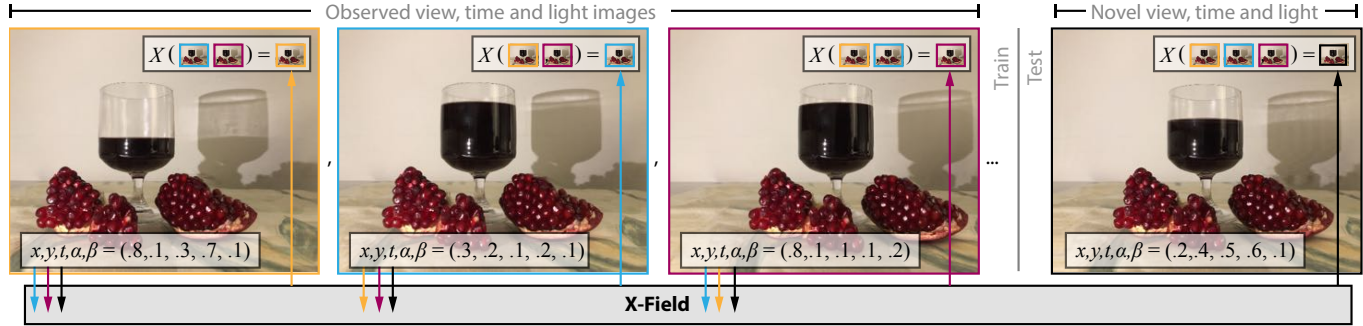 Observed view, time and light images
Novel view, time and light
X ( ) =
X ( ) =
X ( ) =
Train
Test
X ( ) =
,
,
...
x,y,t,α,β = (.8,.1, .3, .7, .1)
x,y,t,α,β = (.3, .2, .1, .2, .1)
x,y,t,α,β = (.8,.1, .1, .1, .2)
x,y,t,α,β = (.2,.4, .5, .6, .1)
X-Field